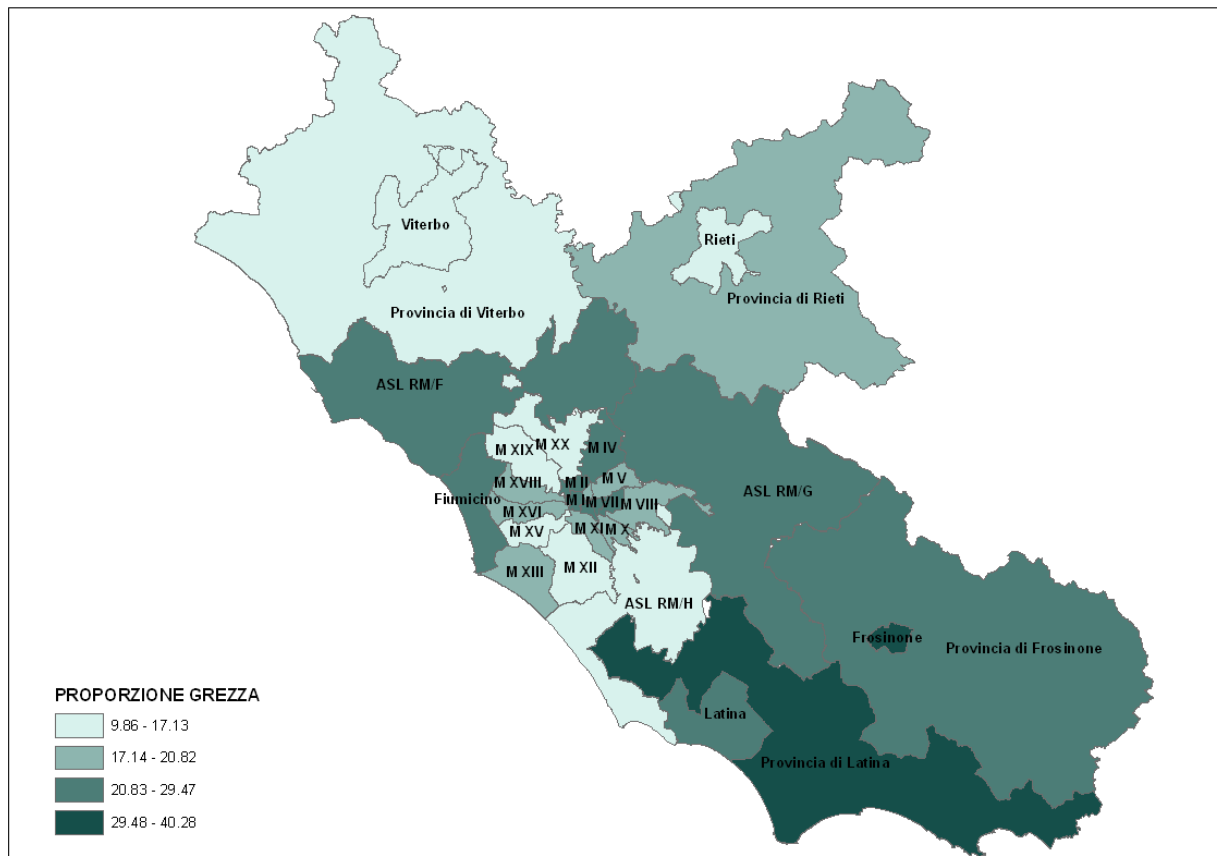 Viterbo
Rieti
Provincia di Rieti
Provincia di Viterbo
ASL RM/F
M XX
M XIX
M IV
M II
M V
M XVIII
ASL RM/G
Fiumicino
M I
M VII
M VIII
M XVI
M XV
M XI
M X
M XII
M XIII
ASL RM/H
Frosinone
Provincia di Frosinone
Latina
Provincia di Latina
PROPORZIONE GREZZA
9.86 - 17.13
17.14 - 20.82
20.83 - 29.47
29.48 - 40.28